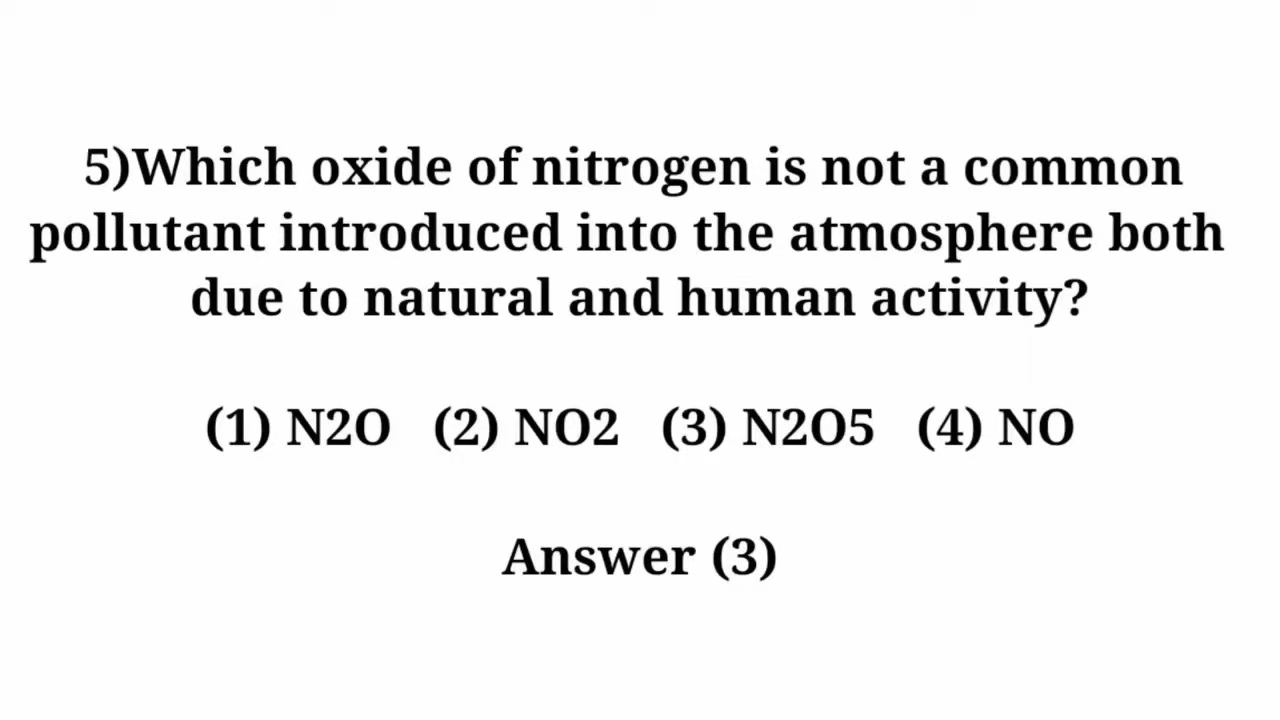 5)Which oxide of nitrogen is not a common
pollutant introduced into the atmosphere both
due to natural and human activity?
(1) N2O (2) NO2 (3) N2O5 (4) NO
Answer (3)